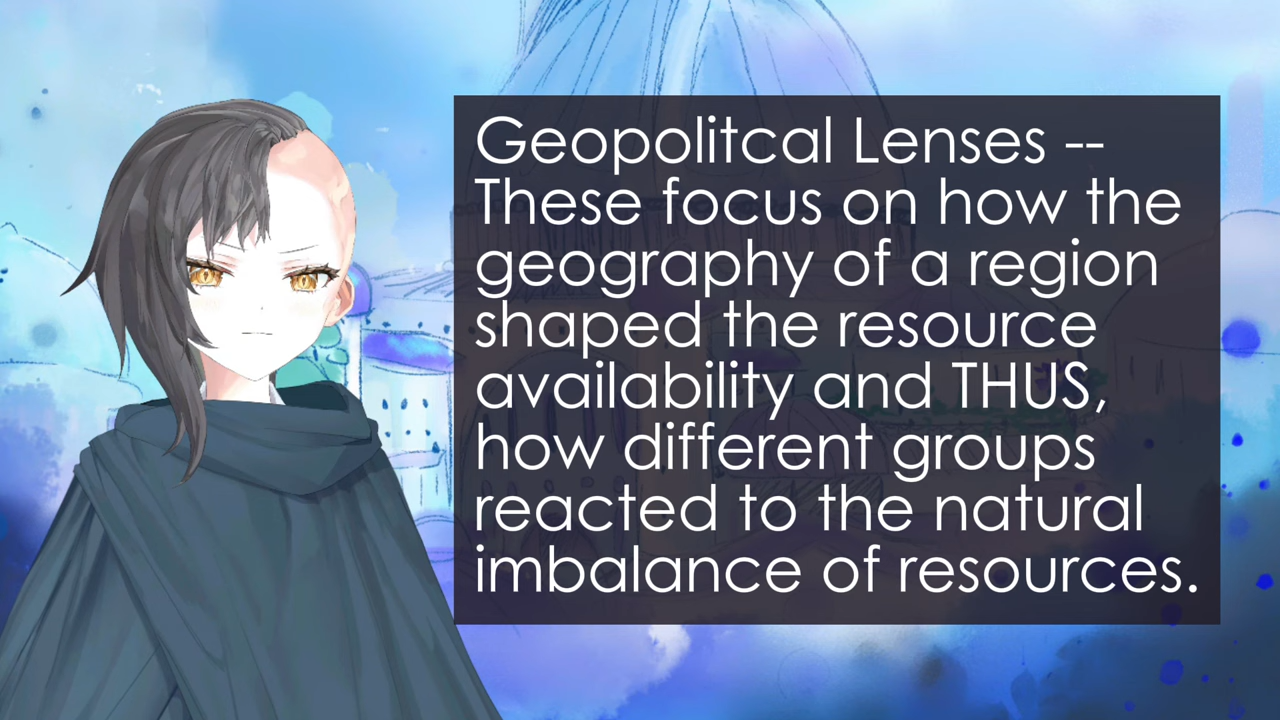 Geopolitcal Lenses --
These focus on how the
geography of a region
shaped the resource
availability and THUS,
how different groups
reacted to the natural
imbalance of resources.